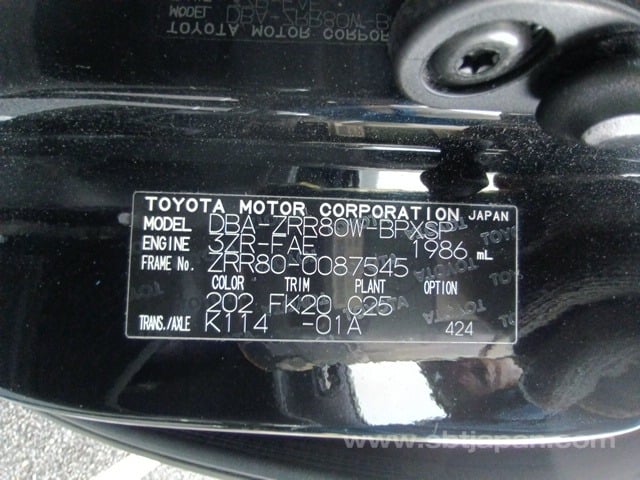 TOYOTA MOTOR CORPORATION JAPAN
MODEL DBA-ZRR80W-BPXSP
ENGINE 3ZR-FAE 1986 mL
FRAME No. ZRR80-0087545
COLOR TRIM PLANT OPTION
202 FK20 C25
TRANS./AXLE K114 -01A 424
www.sbtjapan.com